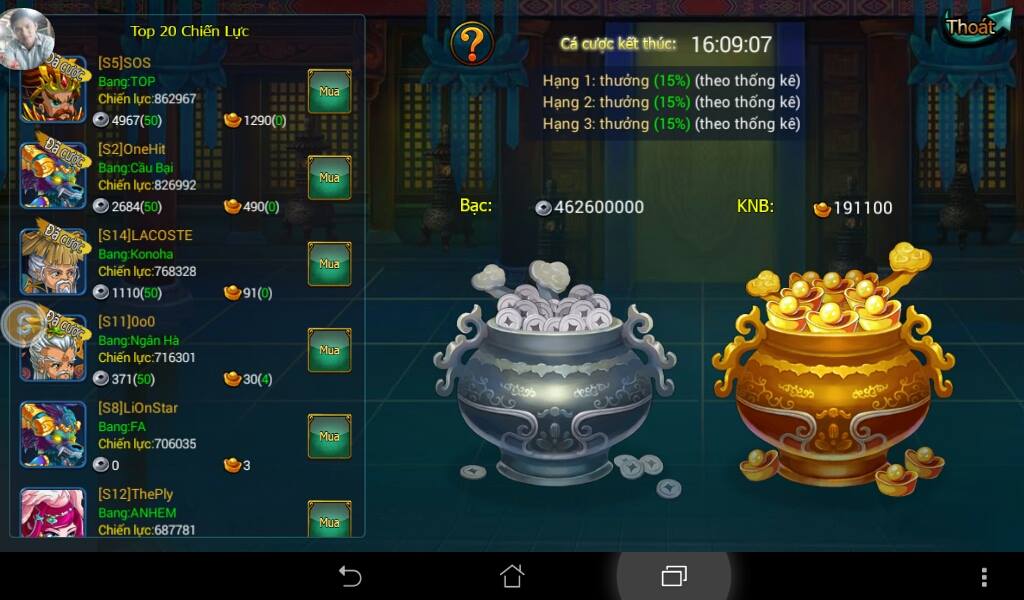 Top 20 Chiến Lực
Đã cược
[S5]SOS
Bang:TOP
Chiến lực:862967
4967(50)
1290(0)
Mua
Đã cược
[S2]OneHit
Bang:Cầu Bại
Chiến lực:826992
2684(50)
490(0)
Mua
Đã cược
[S14]LACOSTE
Bang:Konoha
Chiến lực:768328
1110(50)
91(0)
Mua
Đã cược
[S11]0o0
Bang:Ngân Hà
Chiến lực:716301
371(50)
30(4)
Mua
[S8]LiOnStar
Bang:FA
Chiến lực:706035
0
3
Mua
[S12]ThePly
Bang:ANHEM
Chiến lực:687781
Mua
?
Cá cược kết thúc: 16:09:07
Hạng 1: thưởng (15%) (theo thống kê)
Hạng 2: thưởng (15%) (theo thống kê)
Hạng 3: thưởng (15%) (theo thống kê)
Thoát
Bạc: 462600000
KNB: 191100